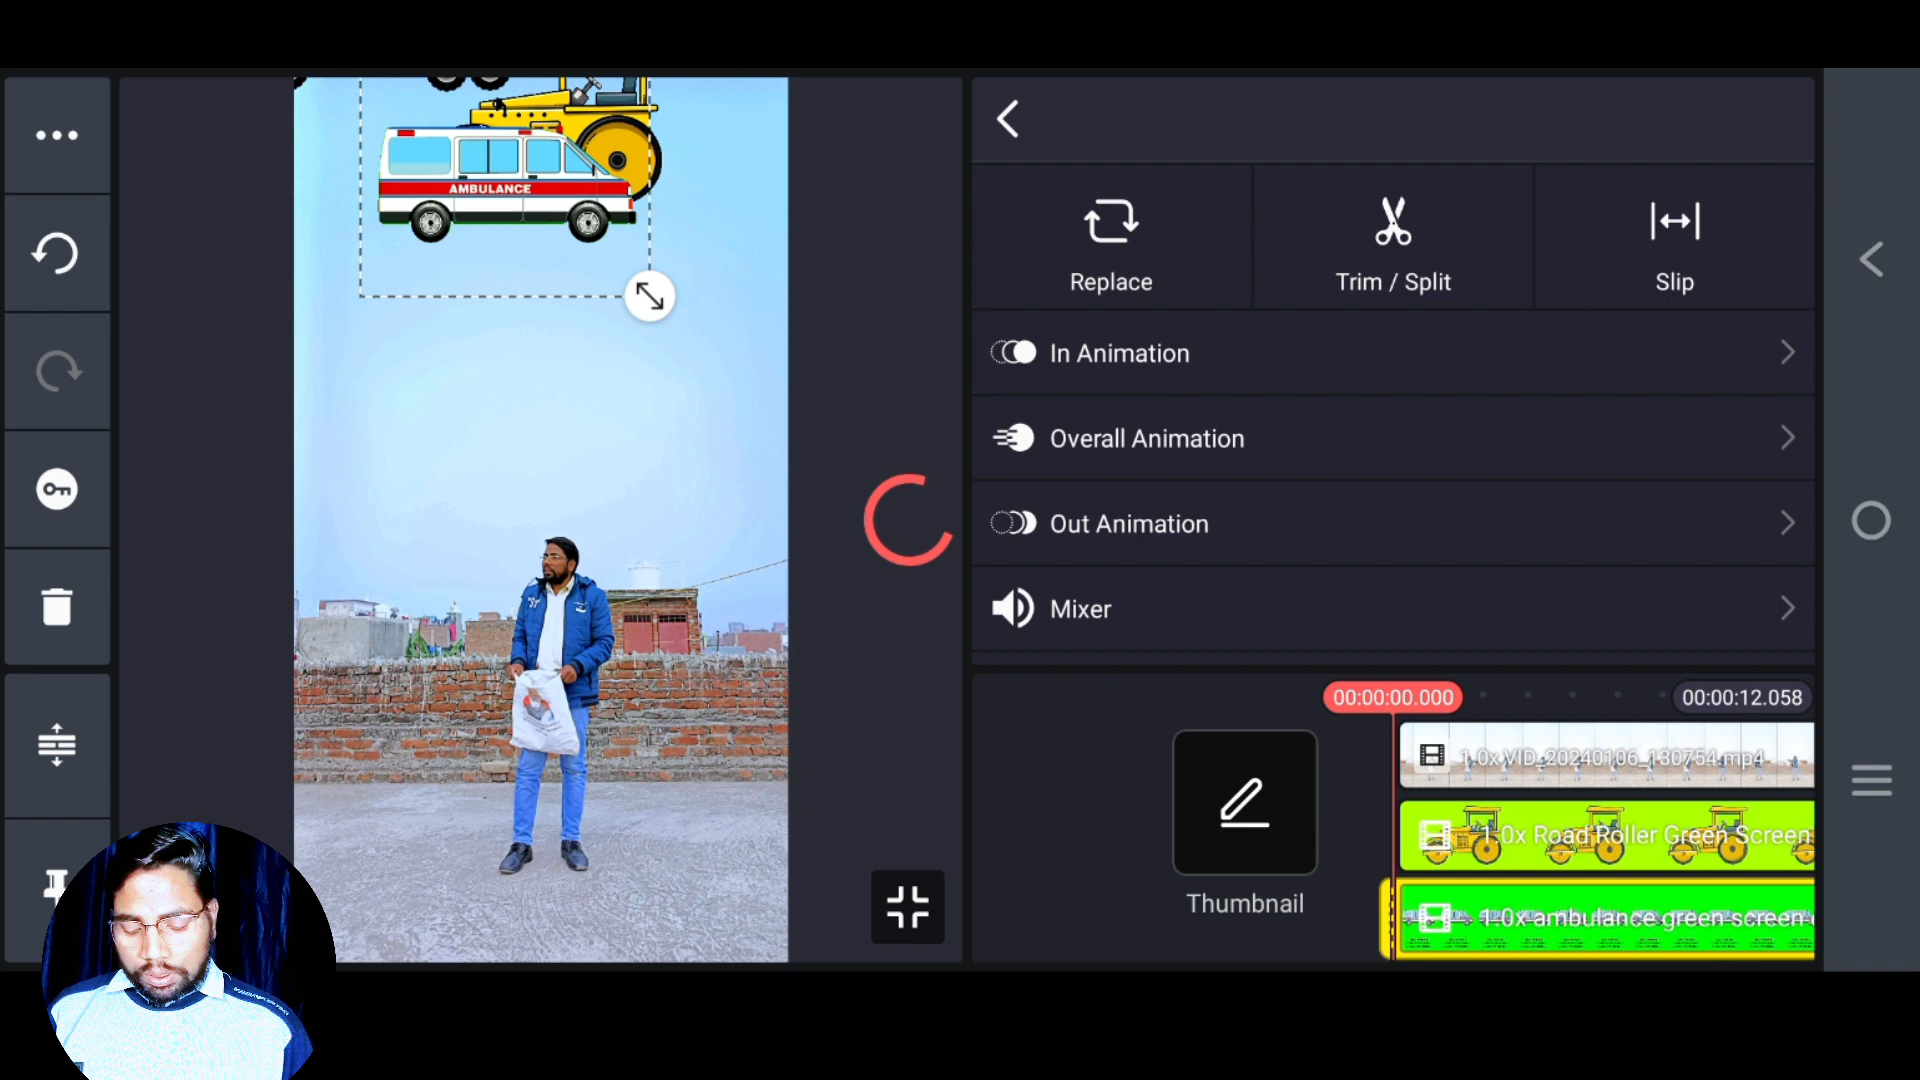 AMBULANCE
Replace
Trim / Split
Slip
In Animation
Overall Animation
Out Animation
Mixer
00:00:00.000
00:00:12.058
1.0x VID_20240106_130754.mp4
1.0x Road Roller Green Screen
1.0x ambulance green screen
Thumbnail